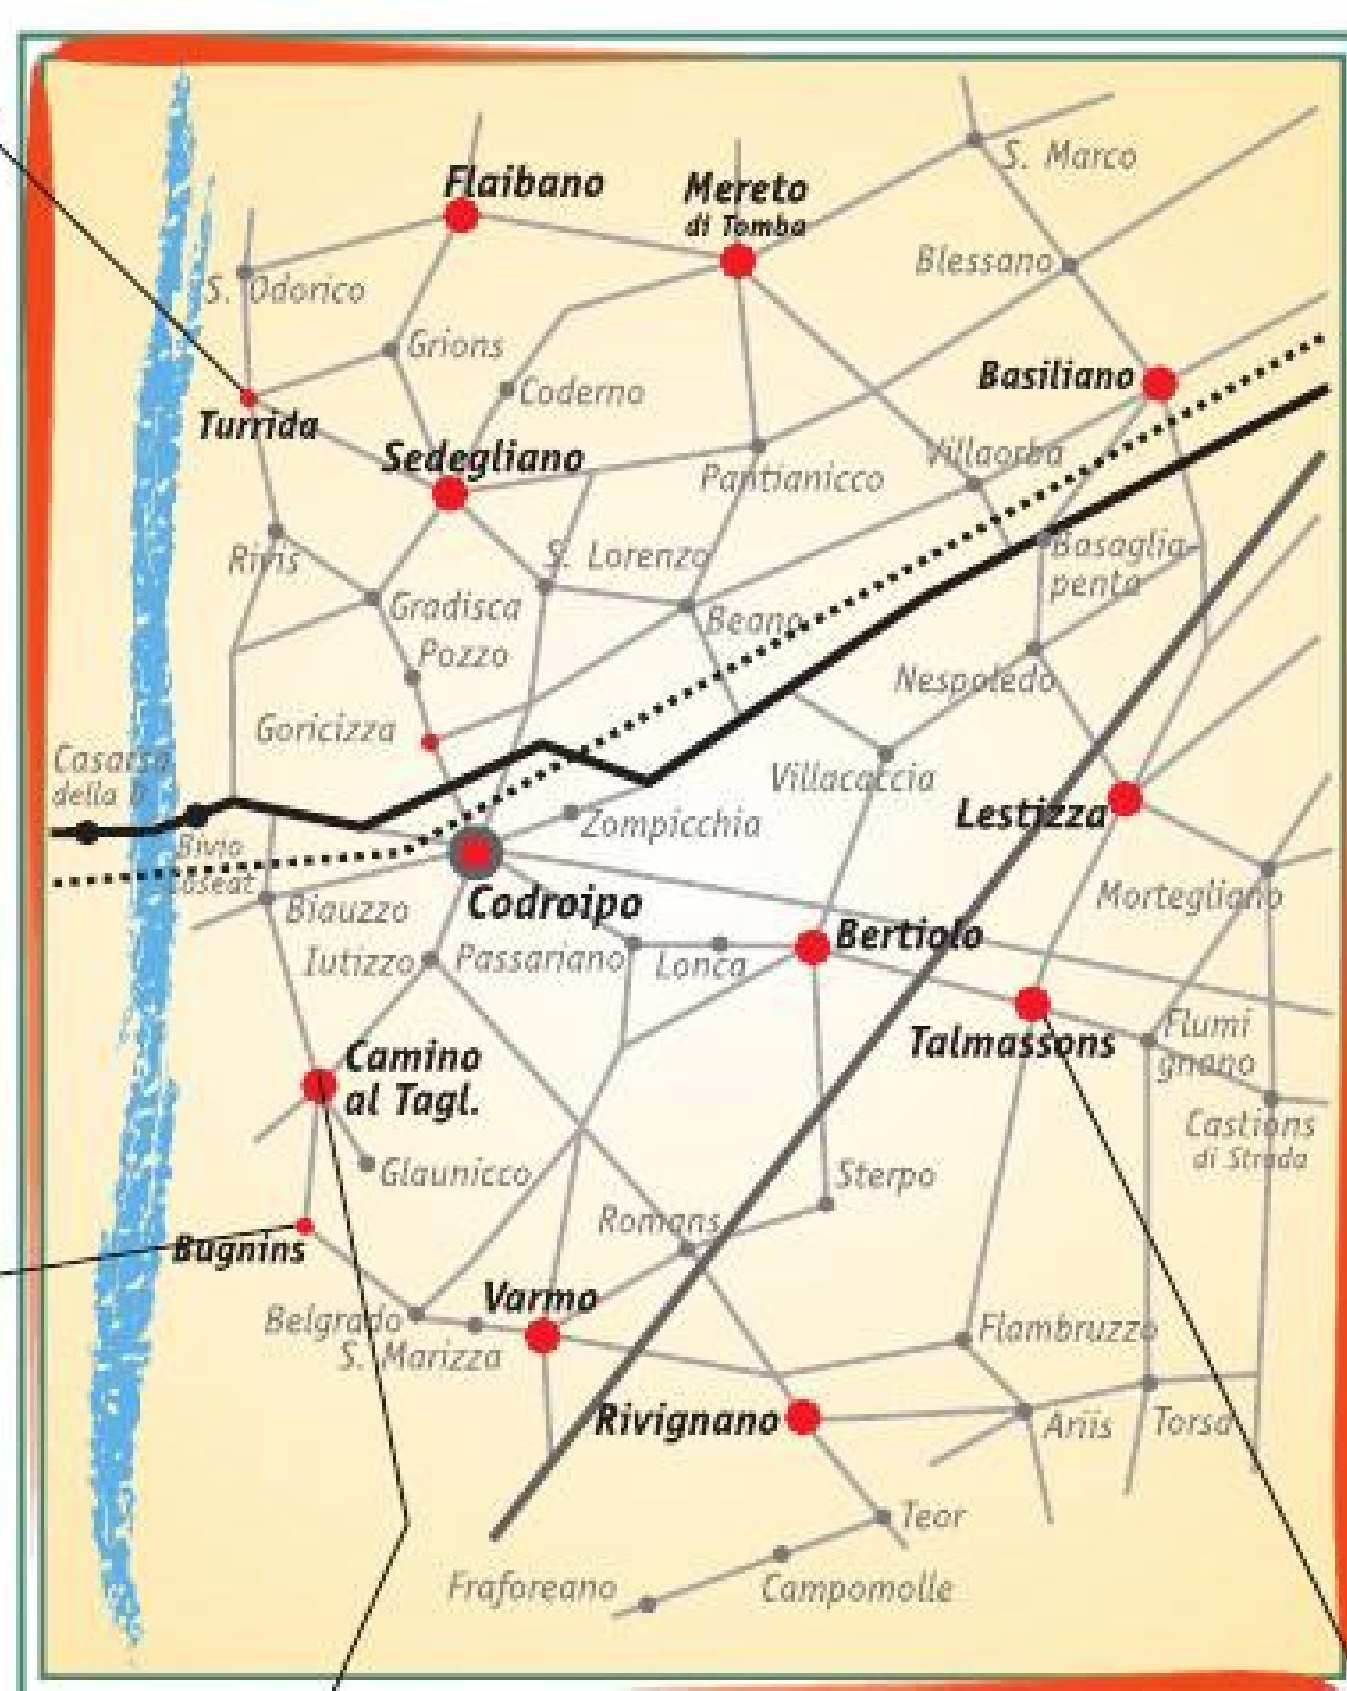 S. Marco
Flaibano
Mereto
di Tomba
Blessano
S. Odorico
Grions
Basiliano
Coderno
Turrida
Sedegliano
Villaorba
Pantianicco
Rivis
S. Lorenzo
Basaglia-
penta
Gradisca
Beano
Pozzo
Nespoledo
Goricizza
Casarsa
della D.
Villacaccia
Lestizza
Zompicchia
Bivio
Coseat
Codroipo
Mortegliano
Biauzzo
Bertiolo
Iutizzo
Passariano
Lonca
Flumi
gnano
Talmassons
Camino
al Tagl.
Castions
di Strada
Glaunicco
Sterpo
Romans
Bugnins
Varmo
Belgrado
S. Marizza
Flambruzzo
Rivignano
Ariis
Torsa
Teor
Fraforeano
Campomolle